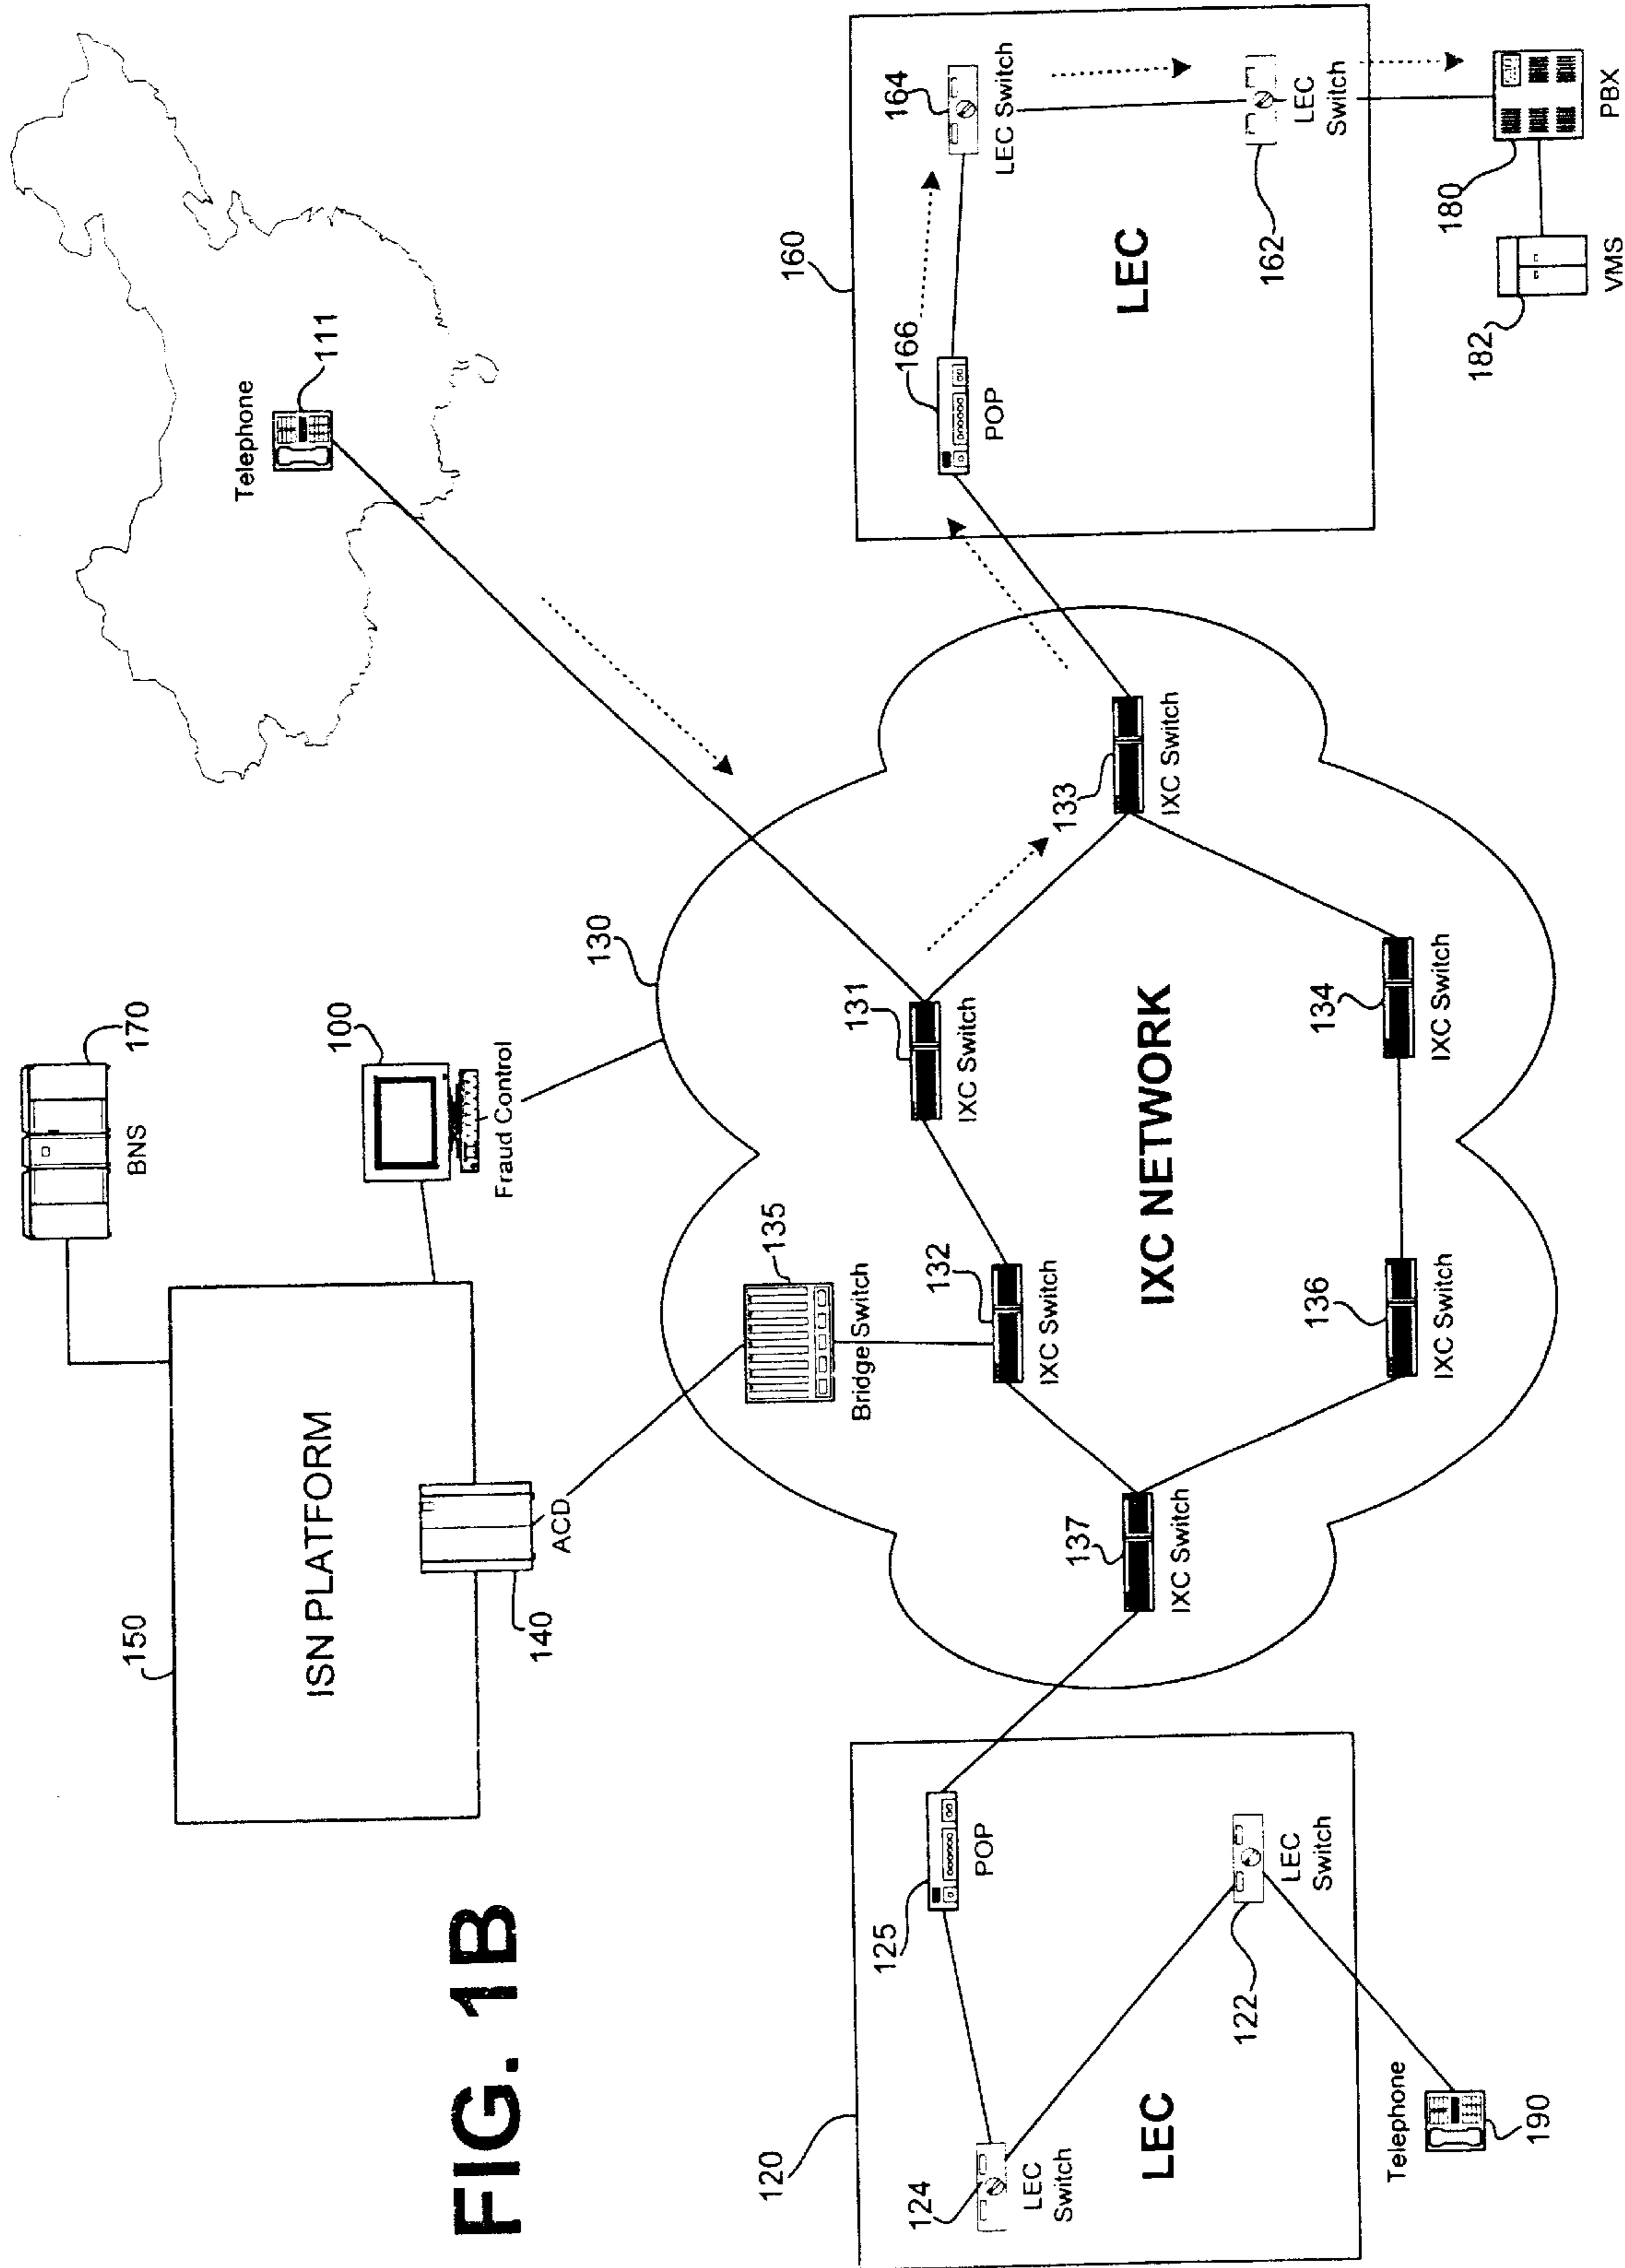 FIG. 1B
150
ISN PLATFORM
140
ACD
170
BNS
100
Fraud Control
Telephone
111
130
135
Bridge Switch
131
IXC Switch
132
IXC Switch
133
IXC Switch
IXC NETWORK
137
IXC Switch
136
IXC Switch
134
IXC Switch
120
125
POP
124
LEC
Switch
122
LEC
Switch
LEC
Telephone
190
160
166
POP
164
LEC Switch
LEC
162
LEC
Switch
180
PBX
182
VMS